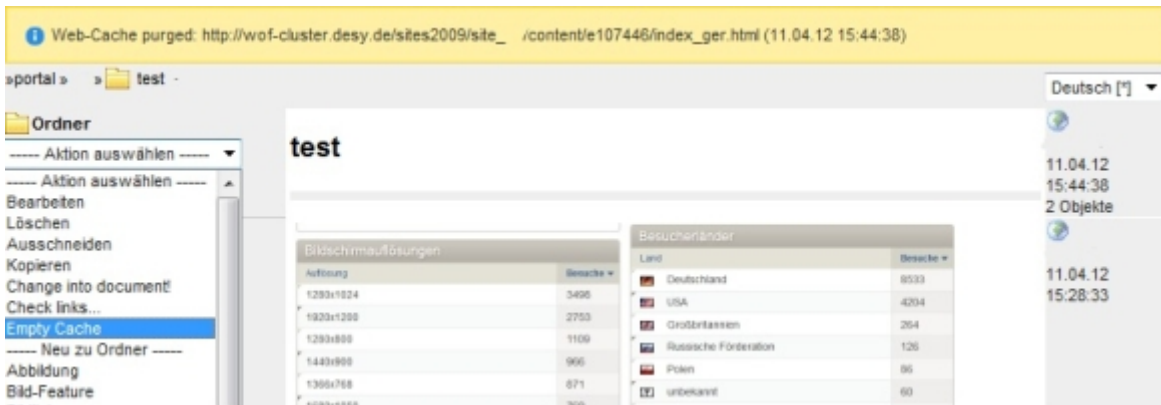 Web-Cache purged: http://wof-cluster.desy.de/sites2009/site_ /content/e107446/index_ger.html (11.04.12 15:44:38)
»portal » » test -
Deutsch [*]
Ordner
----- Aktion auswählen -----
----- Aktion auswählen -----
Bearbeiten
Löschen
Ausschneiden
Kopieren
Change into document!
Check links...
Empty Cache
----- Neu zu Ordner -----
Abbildung
Bild-Feature
test
Bildschirmauflösungen
Auflösung Besuche
1280x1024 3498
1920x1200 2753
1280x800 1109
1440x900 966
1366x768 871
Besucherländer
Land Besuche
Deutschland 8533
USA 4204
Großbritannien 264
Russische Förderation 126
Polen 86
unbekannt 60
11.04.12
15:44:38
2 Objekte
11.04.12
15:28:33